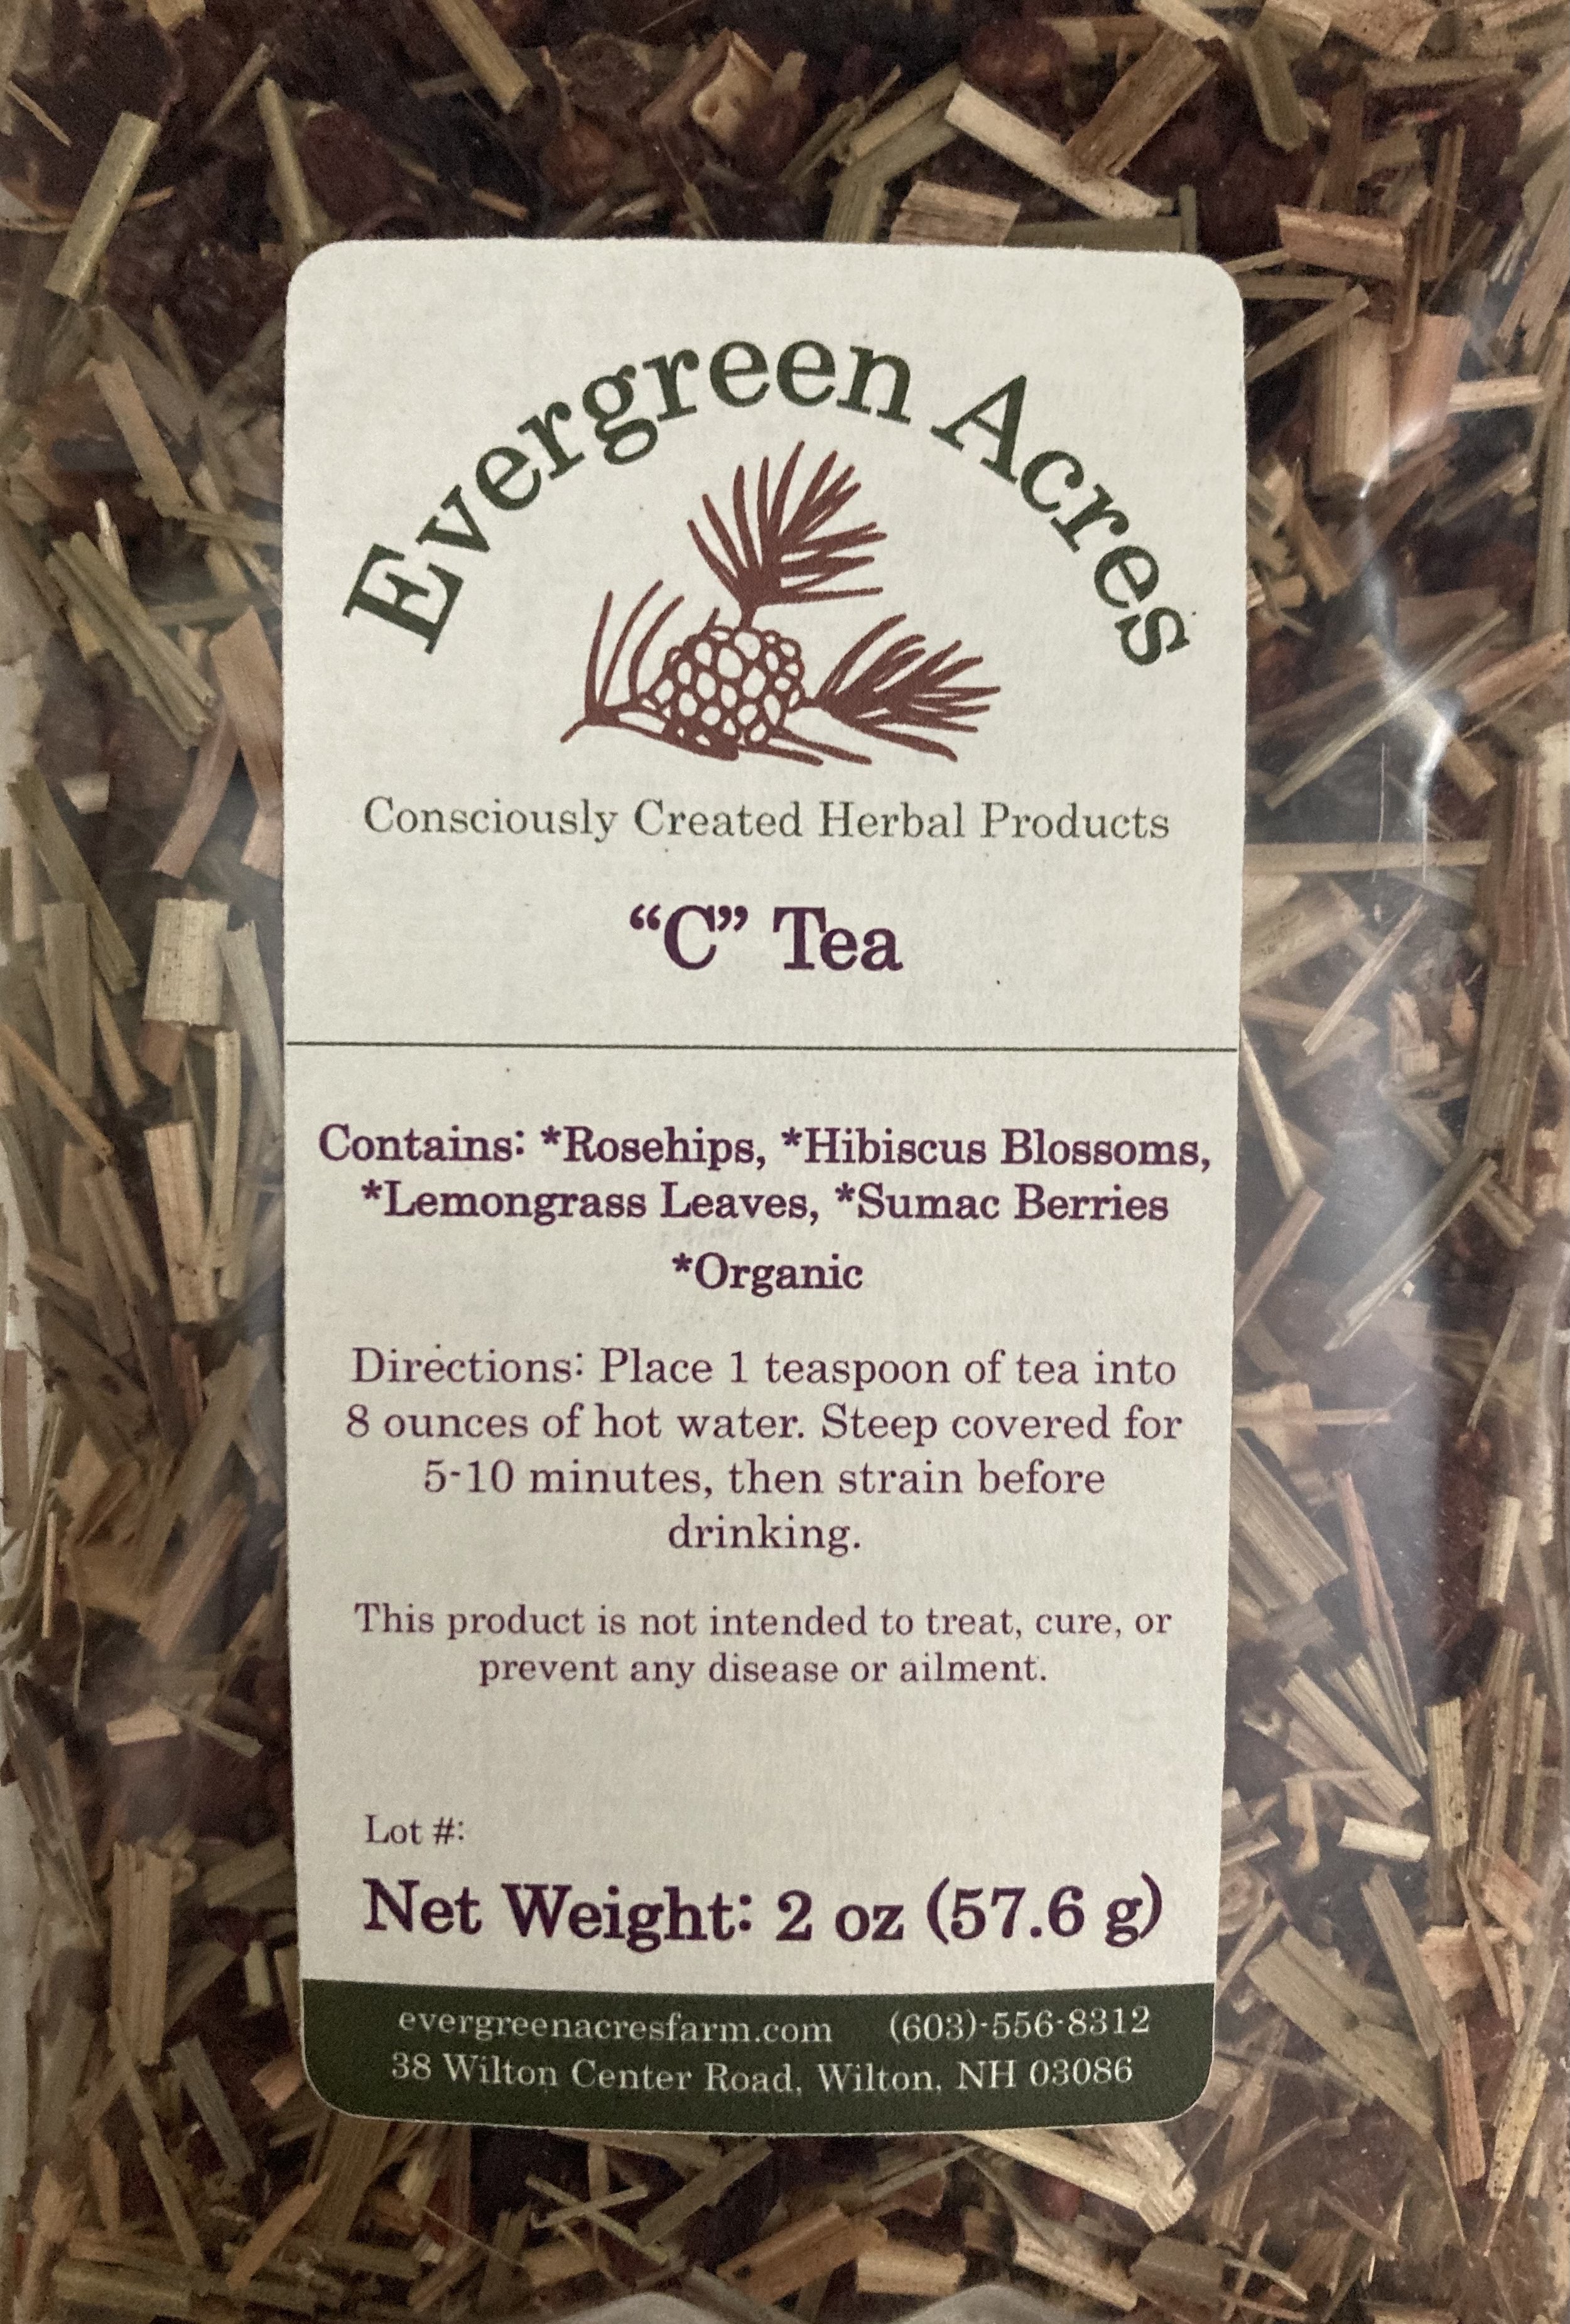 Evergreen Acres
Consciously Created Herbal Products
“C” Tea
Contains: *Rosehips, *Hibiscus Blossoms,
*Lemongrass Leaves, *Sumac Berries
*Organic
Directions: Place 1 teaspoon of tea into
8 ounces of hot water. Steep covered for
5-10 minutes, then strain before
drinking.
This product is not intended to treat, cure, or
prevent any disease or ailment.
Lot #:
Net Weight: 2 oz (57.6 g)
evergreenacresfarm.com (603)-556-8312
38 Wilton Center Road, Wilton, NH 03086